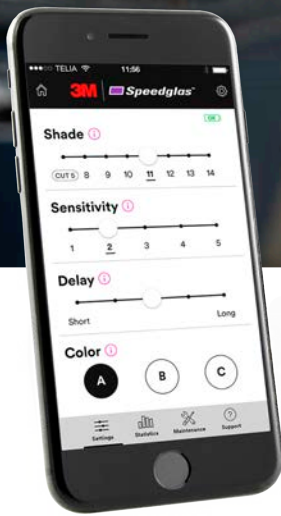 TELIA 11:56
3M Speedglas™
OK
Shade
CUT 5 8 9 10 11 12 13 14
Sensitivity
1 2 3 4 5
Delay
Short Long
Color
A B C
Settings Statistics Maintenance Support